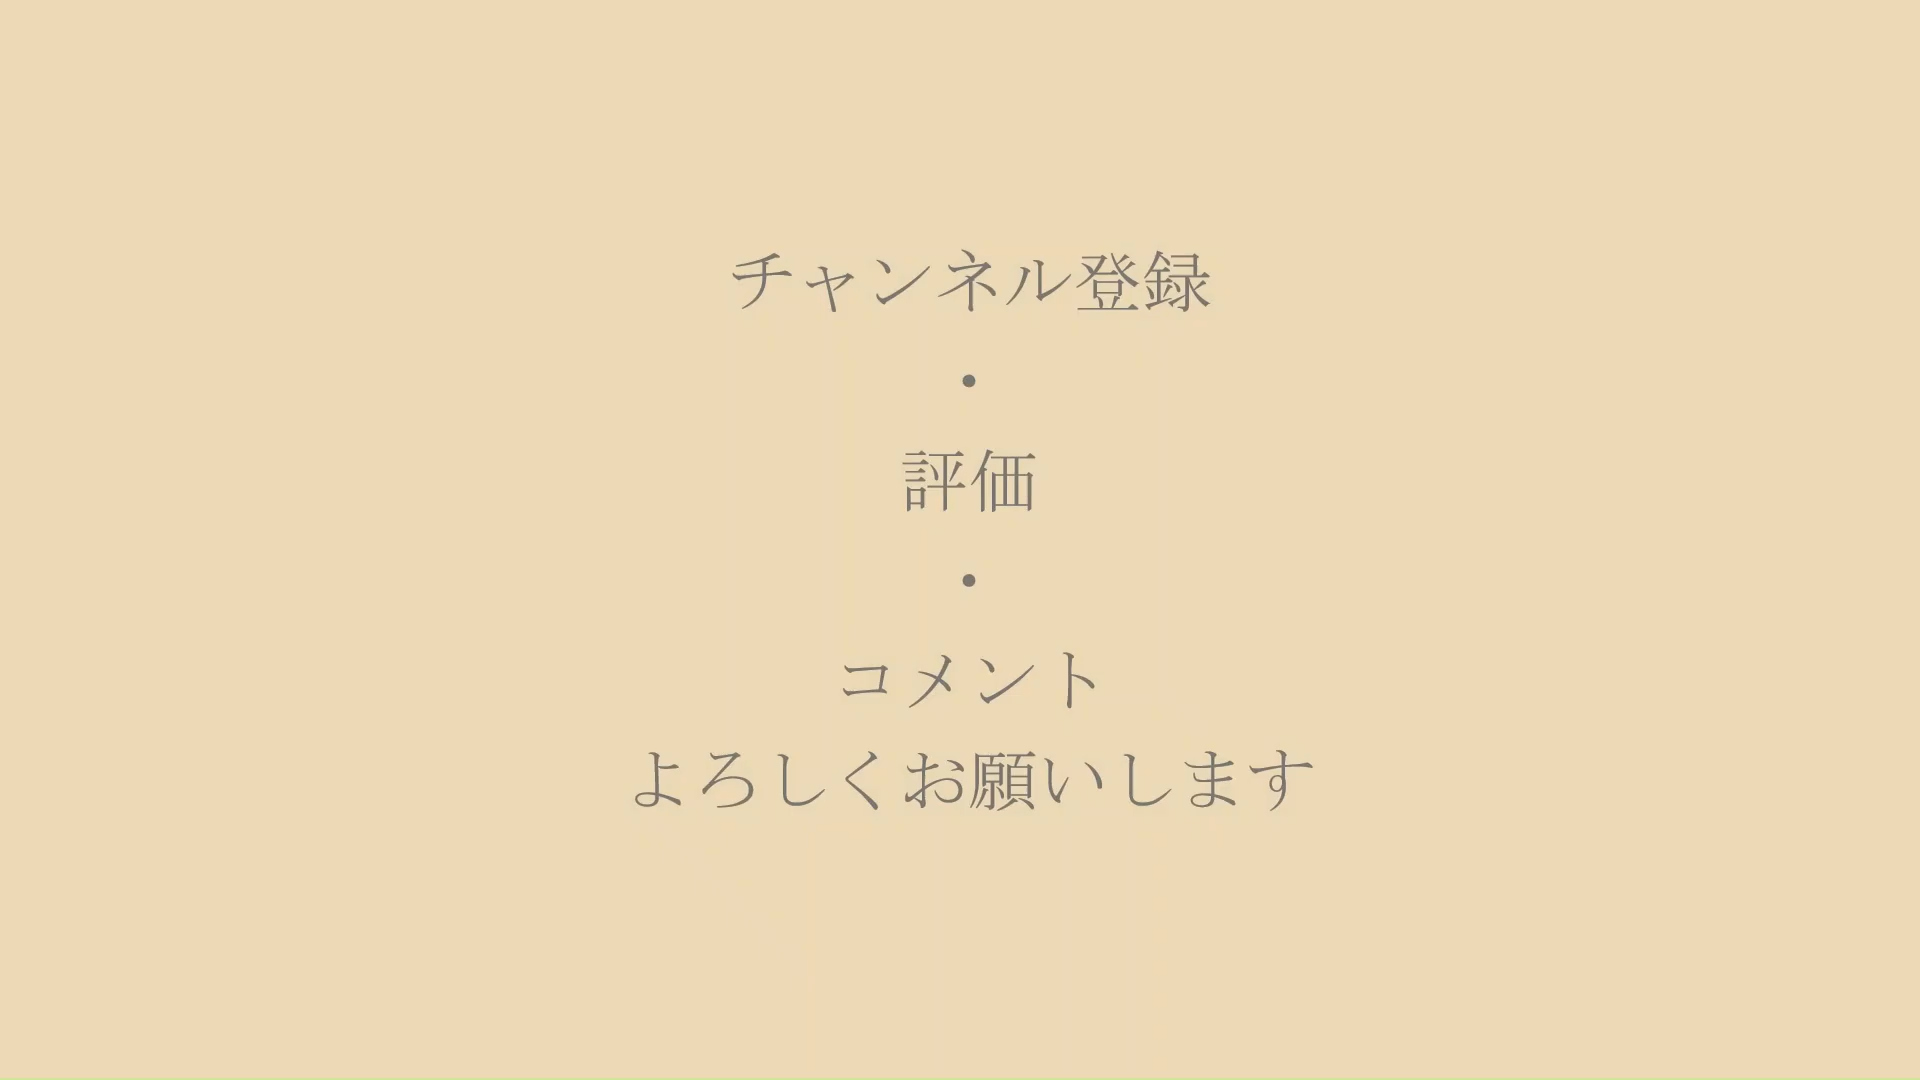 チャンネル登録
・
評価
・
コメント
よろしくお願いします